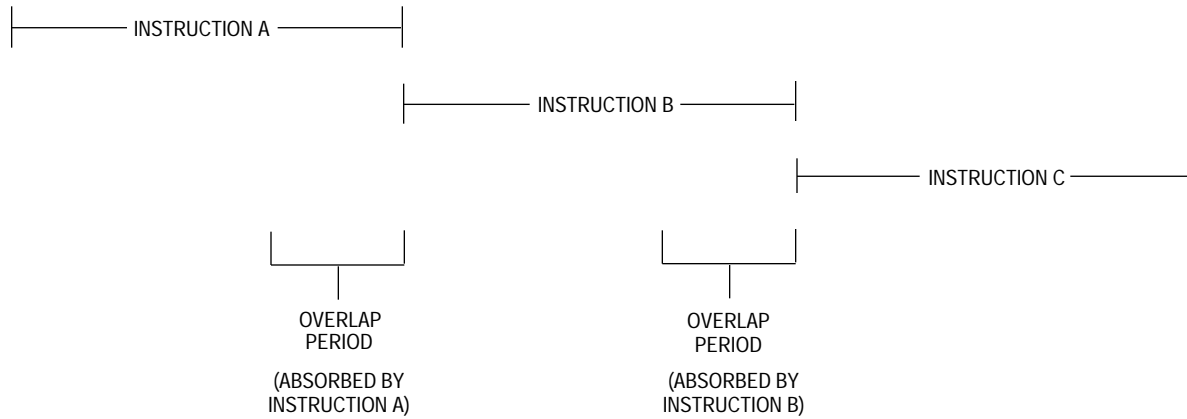 INSTRUCTION A
INSTRUCTION B
INSTRUCTION C
OVERLAP
PERIOD
(ABSORBED BY
INSTRUCTION A)
OVERLAP
PERIOD
(ABSORBED BY
INSTRUCTION B)